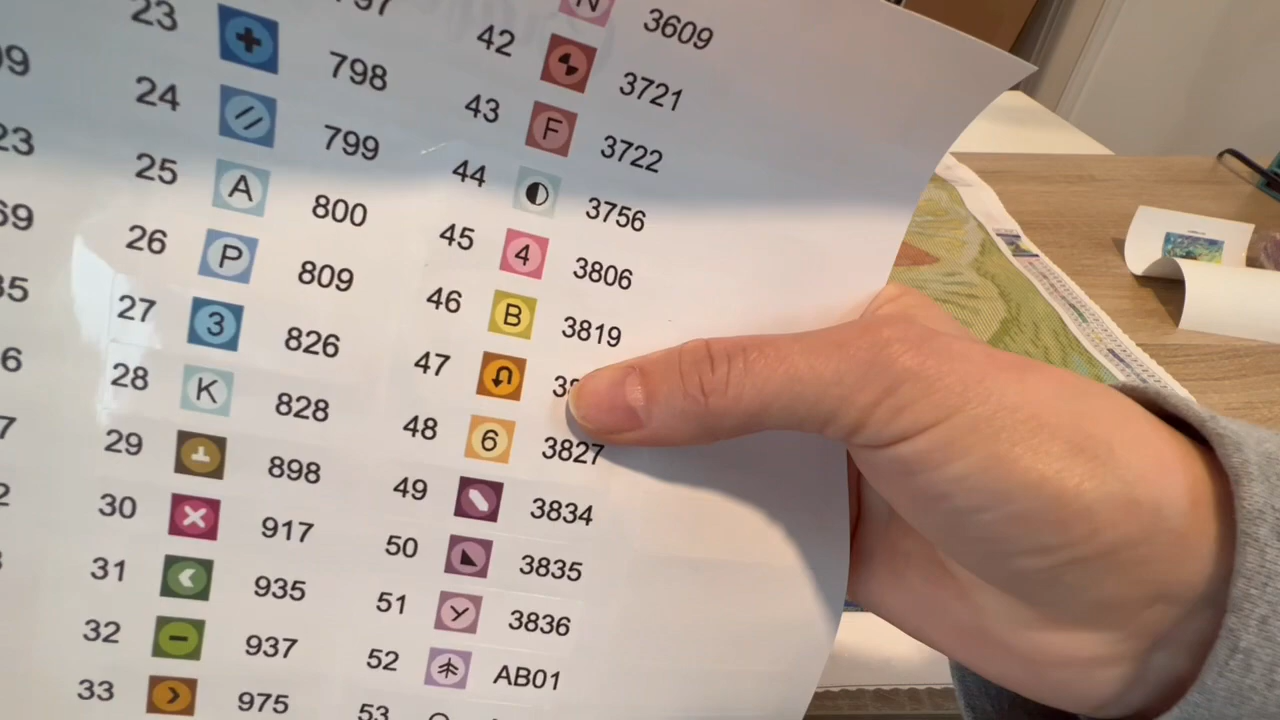 23 + 798
24 // 799
25 A 800
26 P 809
27 3 826
28 K 828
29 898
30 917
31 935
32 937
33 975
N 3609
42 3721
43 F 3722
44 3756
45 4 3806
46 B 3819
47
48 6 3827
49 3834
50 3835
51 Y 3836
52 AB01
53